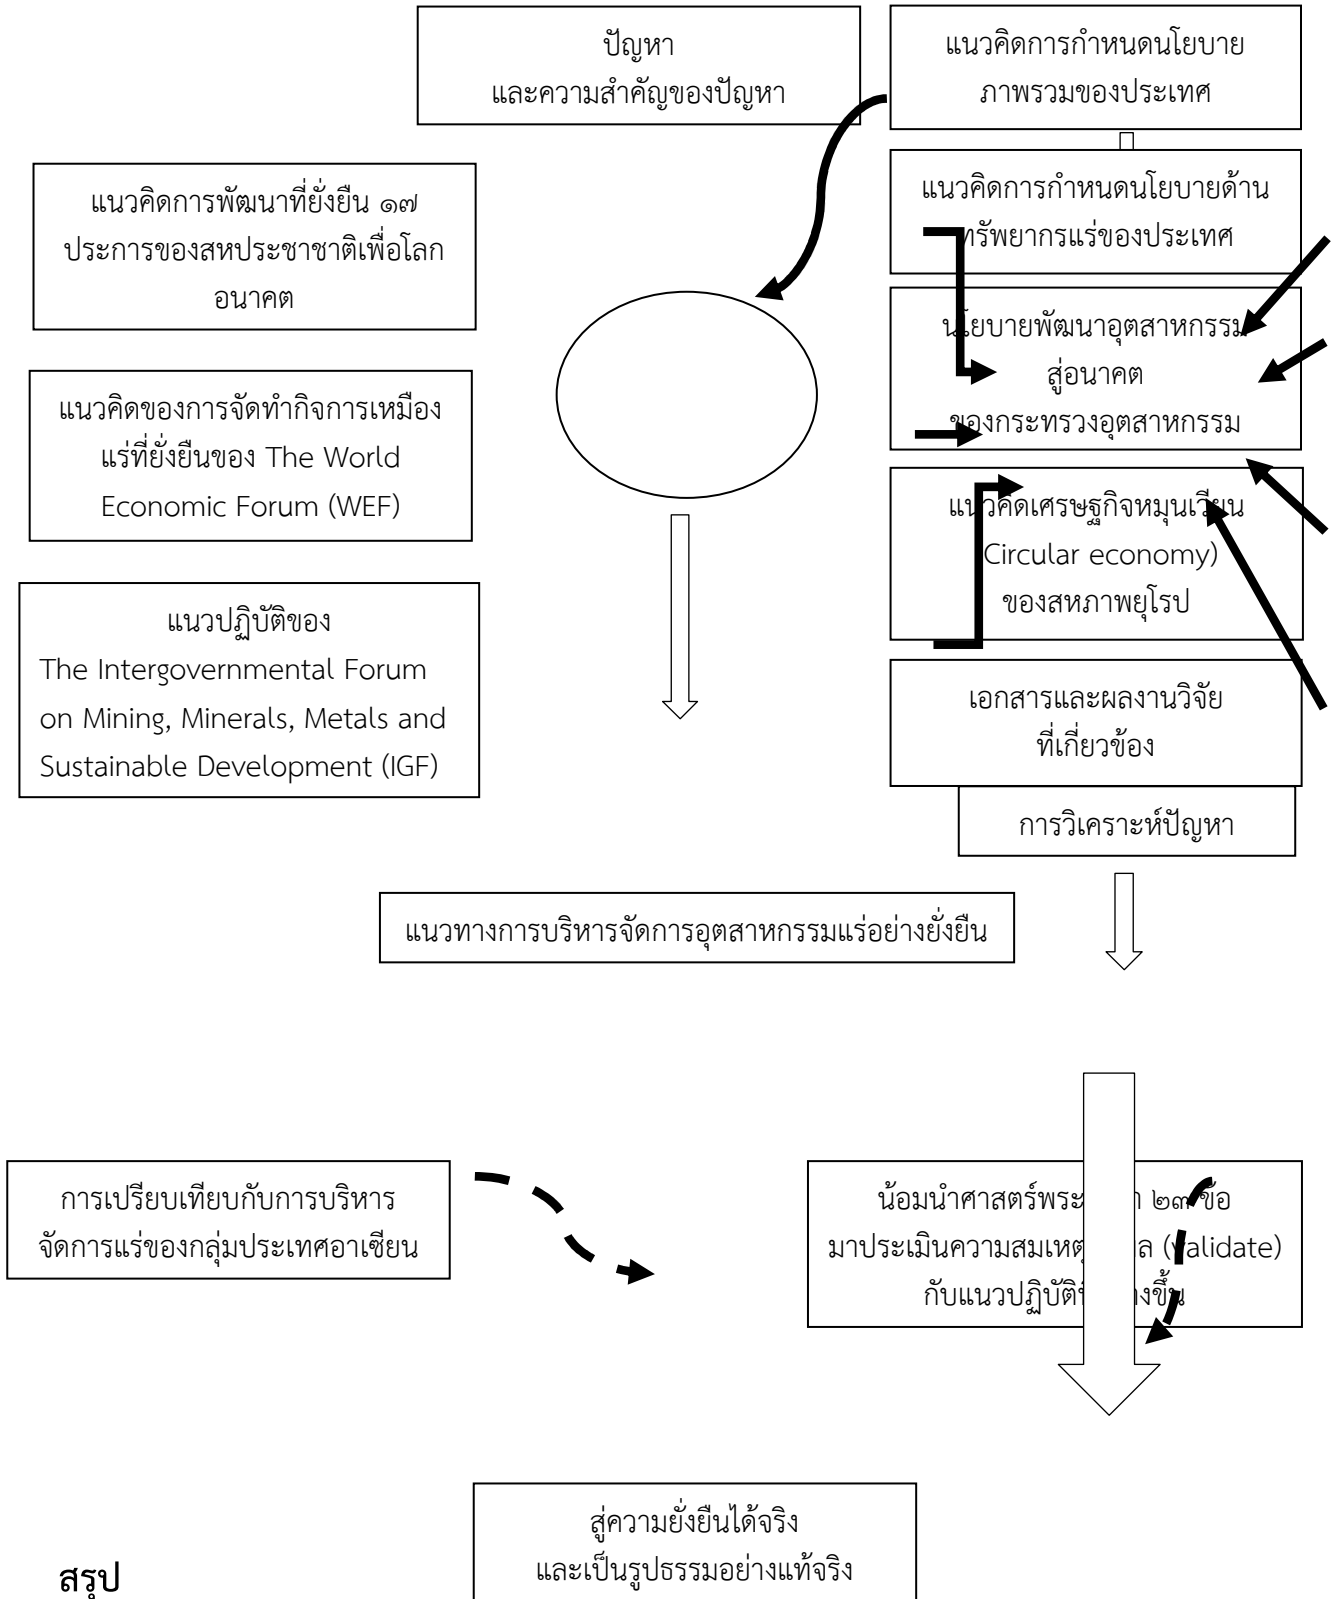 ปัญหา
และความสำคัญของปัญหา
แนวคิดการกำหนดนโยบาย
ภาพรวมของประเทศ
แนวคิดการพัฒนาที่ยั่งยืน ๑๗
ประการของสหประชาชาติเพื่อโลก
อนาคต
แนวคิดการกำหนดนโยบายด้าน
ทรัพยากรแร่ของประเทศ
นโยบายพัฒนาอุตสาหกรรม
สู่อนาคต
ของกระทรวงอุตสาหกรรม
แนวคิดของการจัดทำกิจการเหมือง
แร่ที่ยั่งยืนของ The World
Economic Forum (WEF)
แนวคิดเศรษฐกิจหมุนเวียน
(Circular economy)
ของสหภาพยุโรป
แนวปฏิบัติของ
The Intergovernmental Forum
on Mining, Minerals, Metals and
Sustainable Development (IGF)
เอกสารและผลงานวิจัย
ที่เกี่ยวข้อง
การวิเคราะห์ปัญหา
แนวทางการบริหารจัดการอุตสาหกรรมแร่อย่างยั่งยืน
การเปรียบเทียบกับการบริหาร
จัดการแร่ของกลุ่มประเทศอาเซียน
น้อมนำศาสตร์ ๒๓ ข้อ
มาประเมินความ (validate)
กับแนวปฏิบัติ
สู่ความยั่งยืนได้จริง
และเป็นรูปธรรมอย่างแท้จริง
สรุป